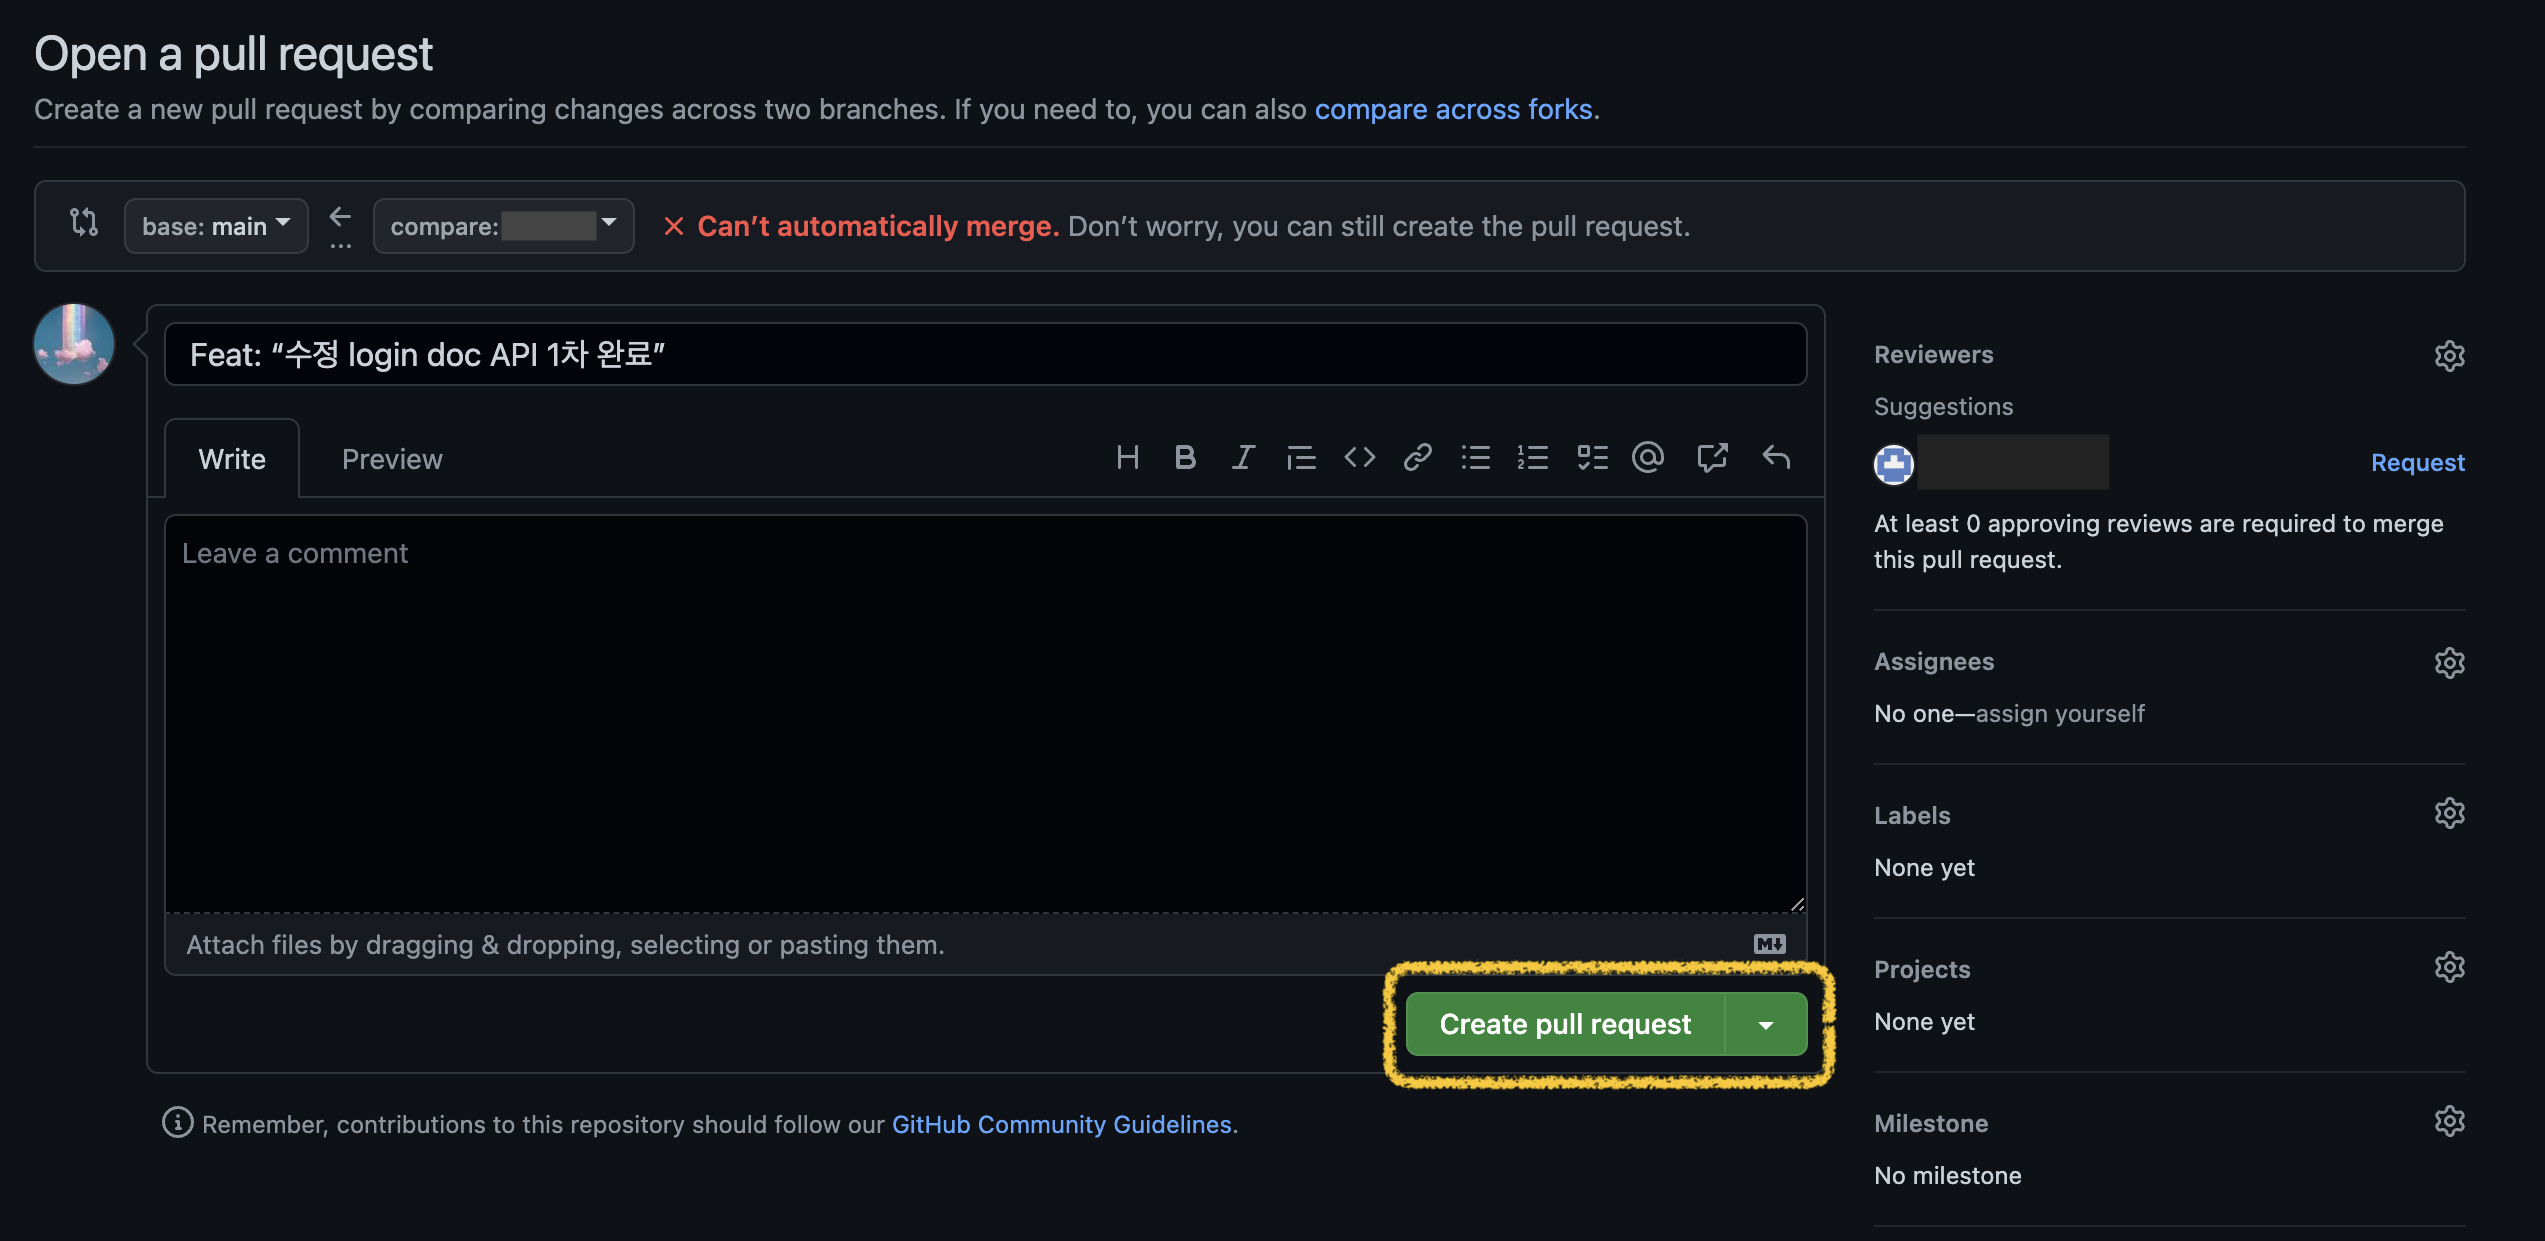 Open a pull request
Create a new pull request by comparing changes across two branches. If you need to, you can also compare across forks.
base: main
compare:
Can’t automatically merge. Don’t worry, you can still create the pull request.
Feat: “수정 login doc API 1차 완료”
Write
Preview
Leave a comment
Attach files by dragging & dropping, selecting or pasting them.
Create pull request
Remember, contributions to this repository should follow our GitHub Community Guidelines.
Reviewers
Suggestions
Request
At least 0 approving reviews are required to merge
this pull request.
Assignees
No one—assign yourself
Labels
None yet
Projects
None yet
Milestone
No milestone